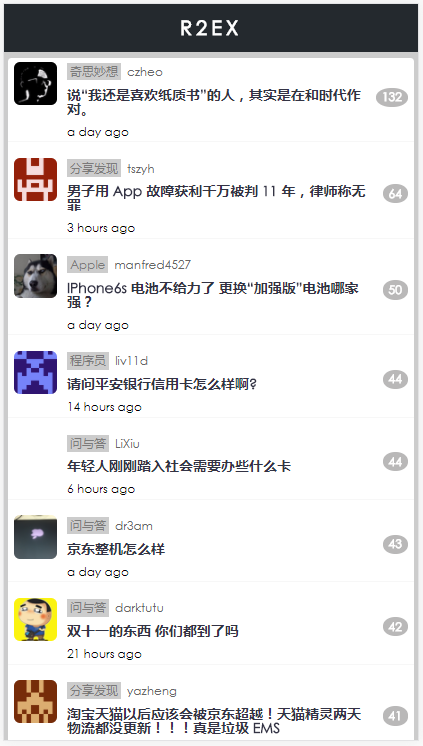 R2EX
奇思妙想 czheo
说“我还是喜欢纸质书”的人，其实是在和时代作
对。
132
a day ago
分享发现 tszyh
男子用 App 故障获利千万被判 11 年，律师称无
罪
64
3 hours ago
Apple manfred4527
IPhone6s 电池不给力了 更换“加强版”电池哪家
强？
50
a day ago
程序员 liv11d
请问平安银行信用卡怎么样啊?
44
14 hours ago
问与答 LiXiu
年轻人刚刚踏入社会需要办些什么卡
44
6 hours ago
问与答 dr3am
京东整机怎么样
43
a day ago
问与答 darktutu
双十一的东西 你们都到了吗
42
21 hours ago
分享发现 yazheng
淘宝天猫以后应该会被京东超越！天猫精灵两天
物流都没更新！！！真是垃圾 EMS
41